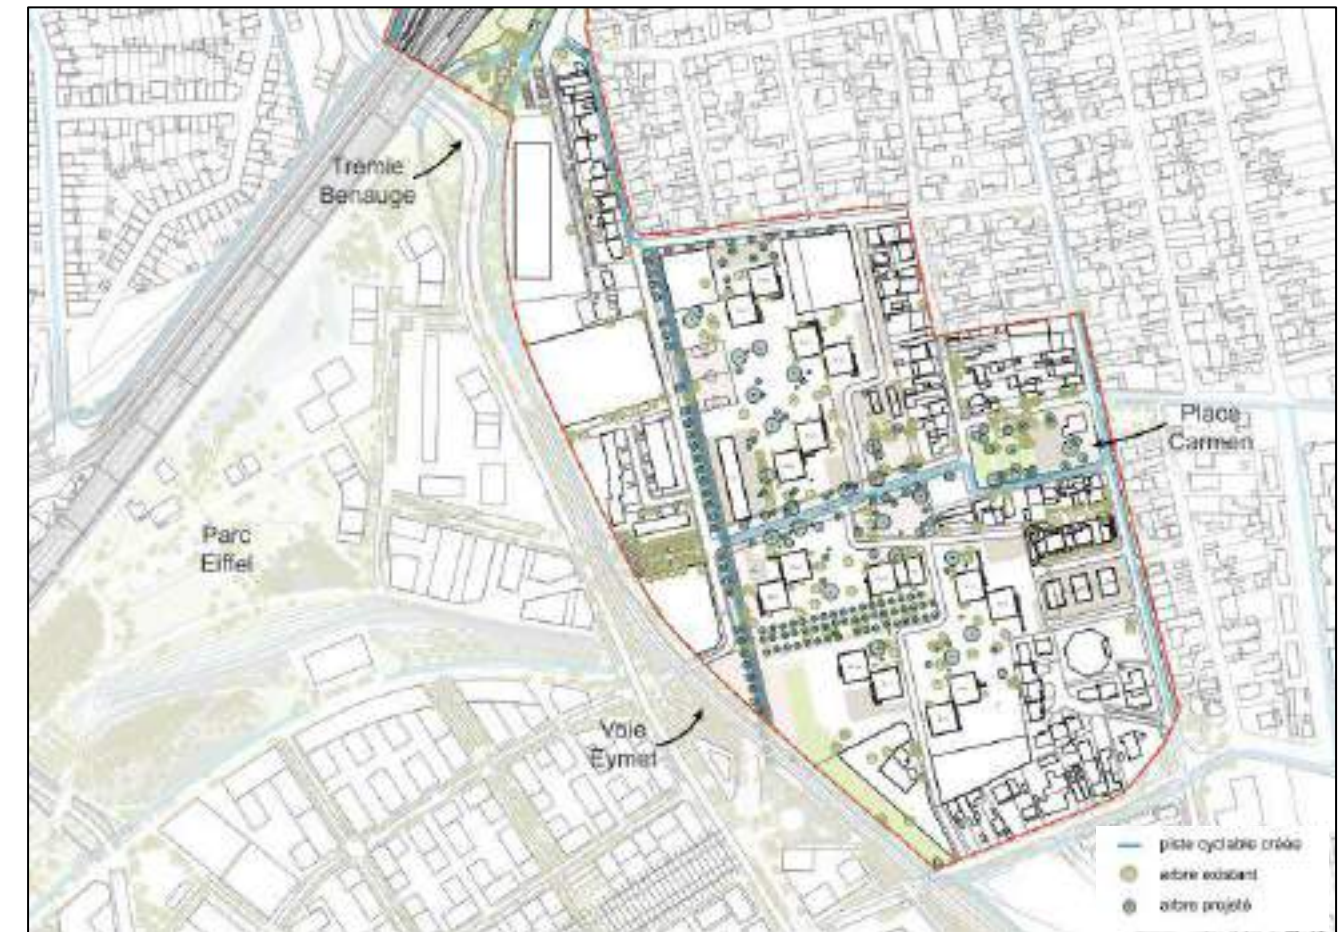 Trémie
Benauge
Place
Carmen
Parc
Eiffel
Voie
Eymet
piste cyclable créée
arbre existant
arbre projeté